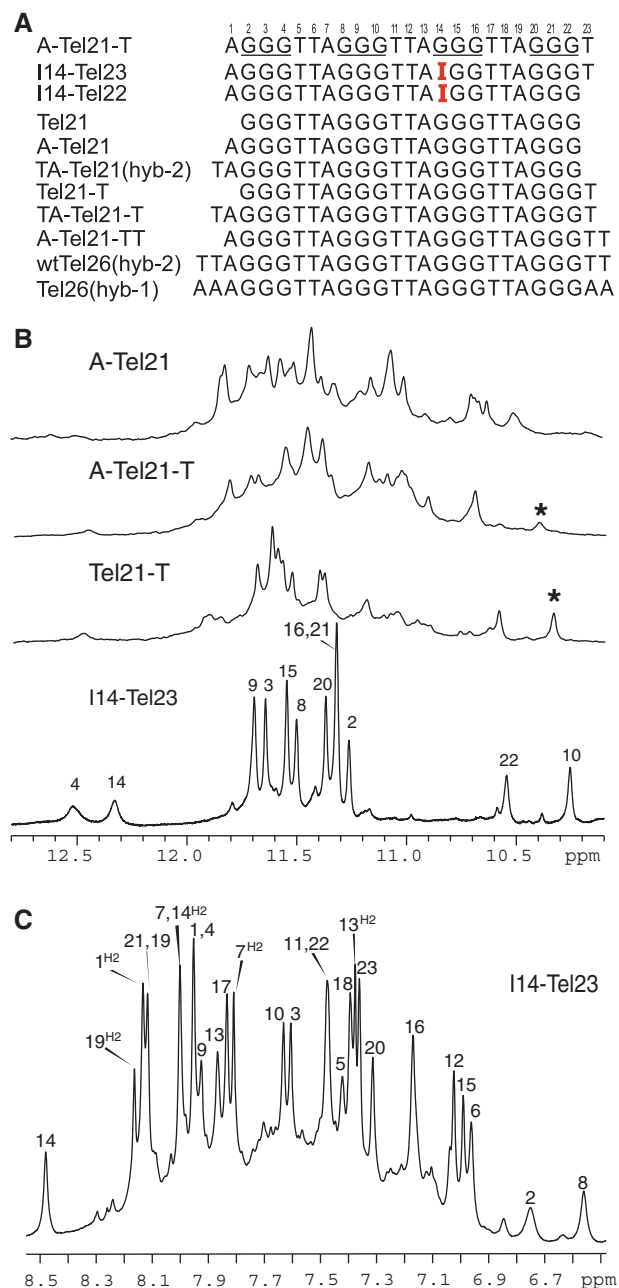 A
1 2 3 4 5 6 7 8 9 10 11 12 13 14 15 16 17 18 19 20 21 22 23
A-Tel21-T AGGGTTAGGGTTAGGGTTAGGGT
I14-Tel23 AGGGTTAGGGTTAIGGTTAGGGT
I14-Tel22 AGGGTTAGGGTTAIGGTTAGGG
Tel21 GGGTTAGGGTTAGGGTTAGGG
A-Tel21 AGGGTTAGGGTTAGGGTTAGGG
TA-Tel21(hyb-2) TAGGGTTAGGGTTAGGGTTAGGG
Tel21-T GGGTTAGGGTTAGGGTTAGGGT
TA-Tel21-T TAGGGTTAGGGTTAGGGTTAGGGT
A-Tel21-TT AGGGTTAGGGTTAGGGTTAGGGTT
wtTel26(hyb-2) TTAGGGTTAGGGTTAGGGTTAGGGTT
Tel26(hyb-1) AAAGGGTTAGGGTTAGGGTTAGGGAA
B
A-Tel21
A-Tel21-T
*
Tel21-T
*
16,21
I14-Tel23
9 3 15 8 20 2
4 14 22 10
12.5 12.0 11.5 11.0 10.5 ppm
C
7,14H2 13H2
21,19 1,4 11,22
1H2 7H2 I14-Tel23
19H2 17 18 23
9 13 10 3 5 20 16 12 15 6
14 2 8
8.5 8.3 8.1 7.9 7.7 7.5 7.3 7.1 6.9 6.7 ppm